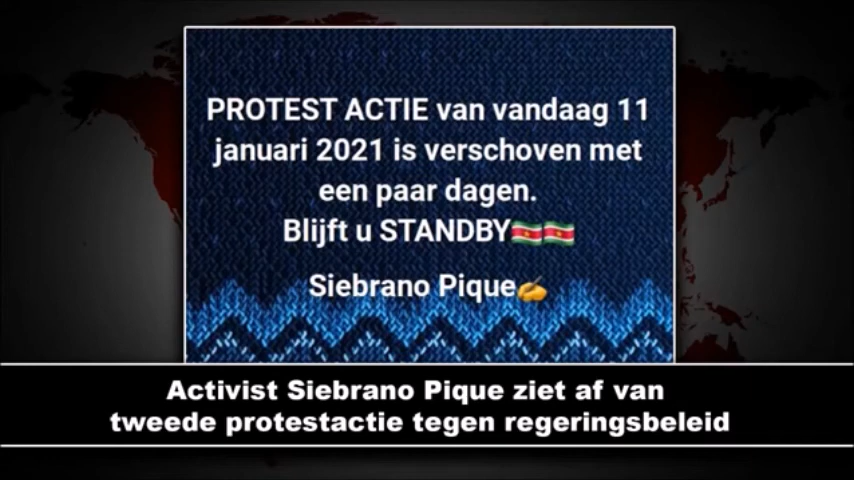 PROTEST ACTIE van vandaag 11
januari 2021 is verschoven met
een paar dagen.
Blijft u STANDBY🇸🇷🇸🇷
Siebrano Pique✍
Activist Siebrano Pique ziet af van
tweede protestactie tegen regeringsbeleid